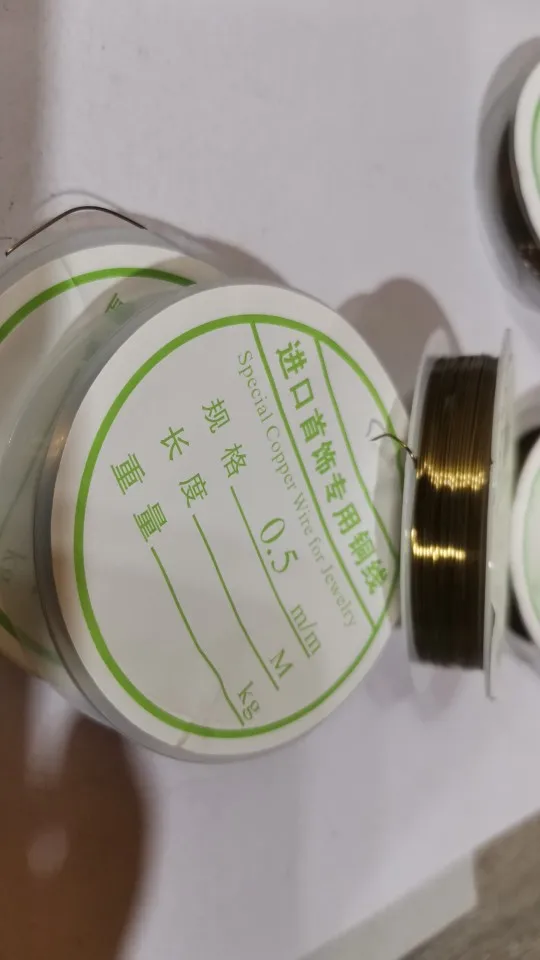 进口首饰专用铜线
Special Copper Wire for Jewelry
规格 0.5 m/m
长度 M
重量 kg